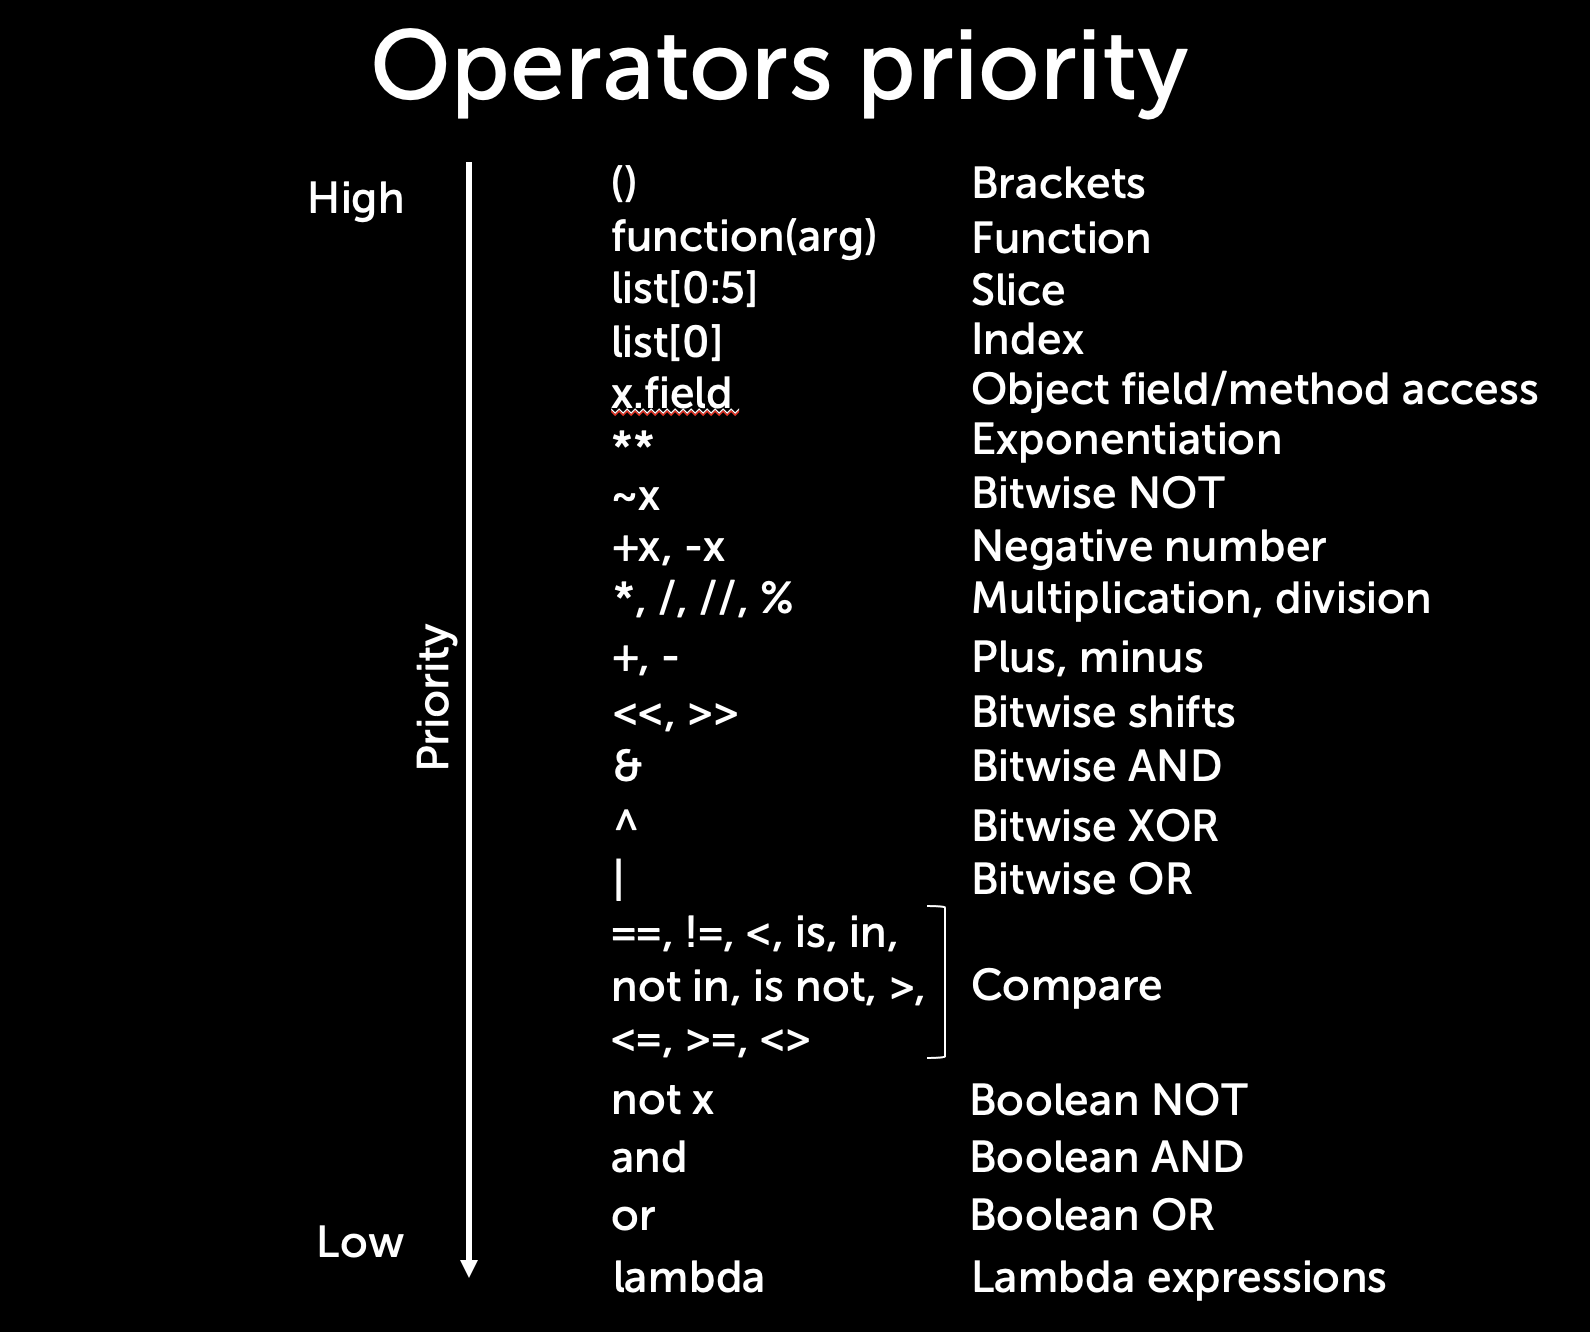 Operators priority
High
Priority
Low
() Brackets
function(arg) Function
list[0:5] Slice
list[0] Index
x.field Object field/method access
** Exponentiation
~x Bitwise NOT
+x, -x Negative number
*, /, //, % Multiplication, division
+, - Plus, minus
<<, >> Bitwise shifts
& Bitwise AND
^ Bitwise XOR
| Bitwise OR
==, !=, <, is, in,
not in, is not, >, Compare
<=, >=, <>
not x Boolean NOT
and Boolean AND
or Boolean OR
lambda Lambda expressions